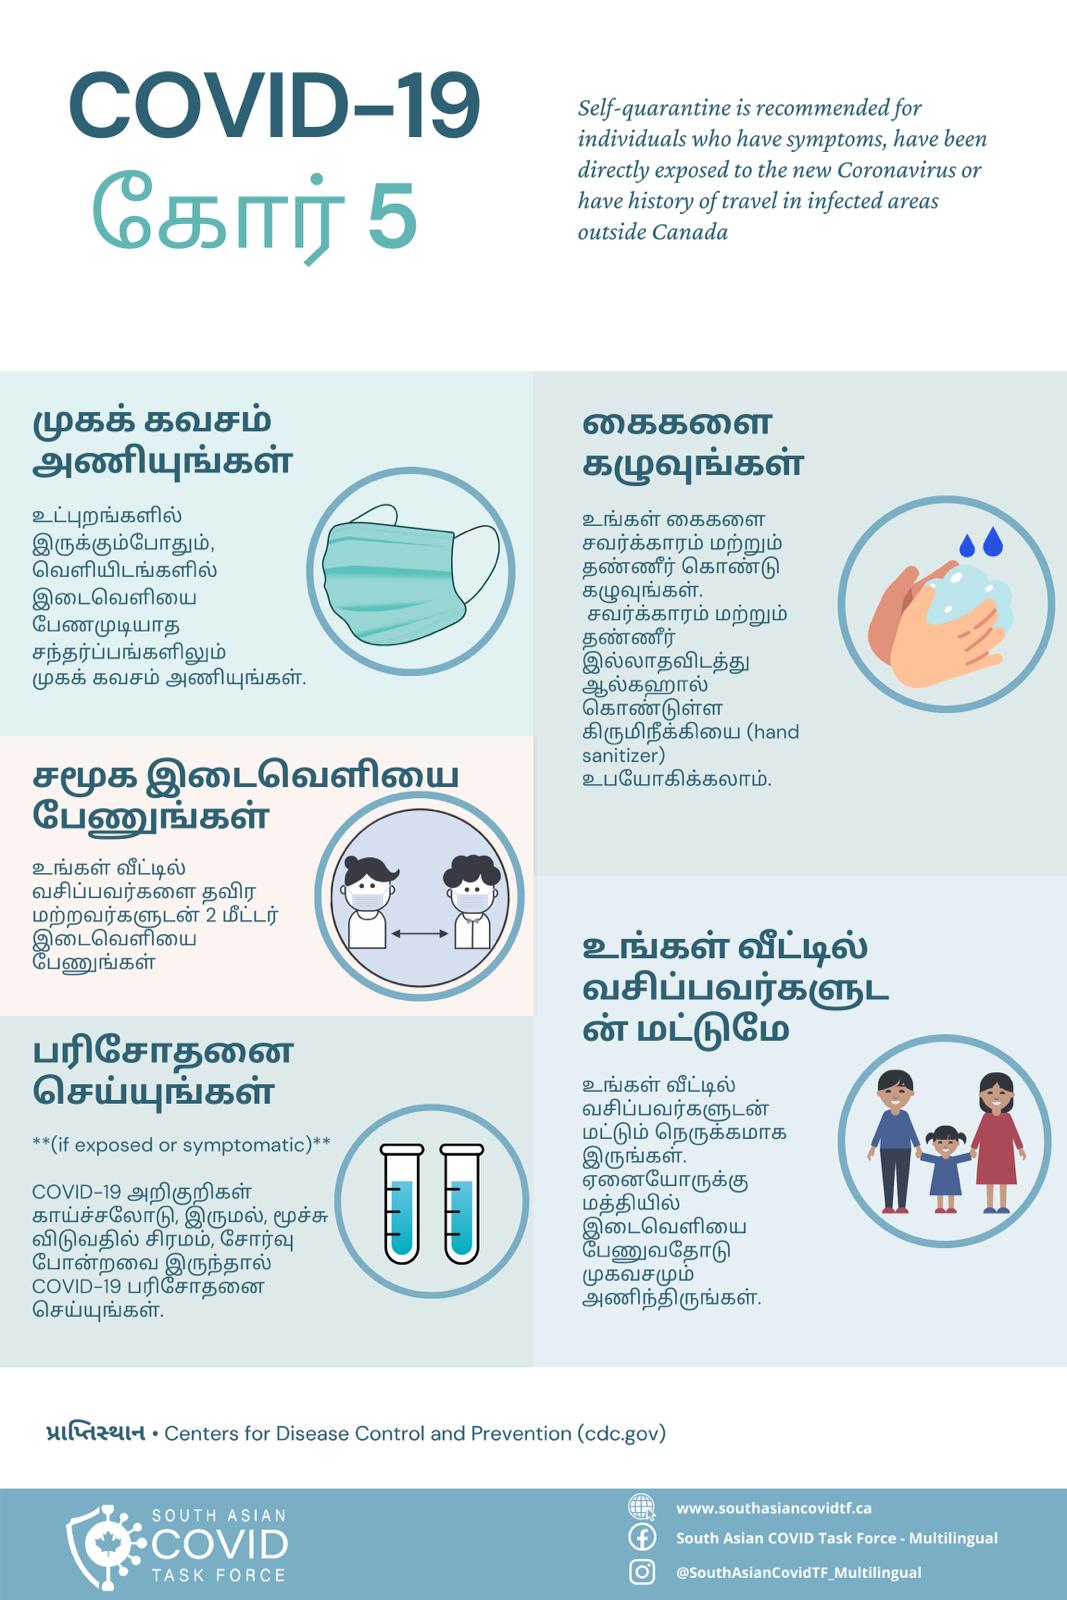 COVID-19
கோர் 5
Self-quarantine is recommended for
individuals who have symptoms, have been
directly exposed to the new Coronavirus or
have history of travel in infected areas
outside Canada
முகக் கவசம்
அணியுங்கள்
உட்புறங்களில்
இருக்கும்போதும்,
வெளியிடங்களில்
இடைவெளியை
பேணமுடியாத
சந்தர்ப்பங்களிலும்
முகக் கவசம் அணியுங்கள்.
சமூக இடைவெளியை
பேணுங்கள்
உங்கள் வீட்டில்
வசிப்பவர்களை தவிர
மற்றவர்களுடன் 2 மீட்டர்
இடைவெளியை
பேணுங்கள்
பரிசோதனை
செய்யுங்கள்
**(if exposed or symptomatic)**
COVID-19 அறிகுறிகள்
காய்ச்சலோடு, இருமல், மூச்சு
விடுவதில் சிரமம், சோர்வு
போன்றவை இருந்தால்
COVID-19 பரிசோதனை
செய்யுங்கள்.
கைகளை
கழுவுங்கள்
உங்கள் கைகளை
சவர்க்காரம் மற்றும்
தண்ணீர் கொண்டு
கழுவுங்கள்.
சவர்க்காரம் மற்றும்
தண்ணீர்
இல்லாதவிடத்து
ஆல்கஹால்
கொண்டுள்ள
கிருமிநீக்கியை (hand
sanitizer)
உபயோகிக்கலாம்.
உங்கள் வீட்டில்
வசிப்பவர்களுட
ன் மட்டுமே
உங்கள் வீட்டில்
வசிப்பவர்களுடன்
மட்டும் நெருக்கமாக
இருங்கள்.
ஏனையோருக்கு
மத்தியில்
இடைவெளியை
பேணுவதோடு
முகவசமும்
அணிந்திருங்கள்.
પ્રાપ્તિસ્થાન • Centers for Disease Control and Prevention (cdc.gov)
SOUTH ASIAN
COVID
TASK FORCE
www.southasiancovidtf.ca
South Asian COVID Task Force - Multilingual
@SouthAsianCovidTF_Multilingual